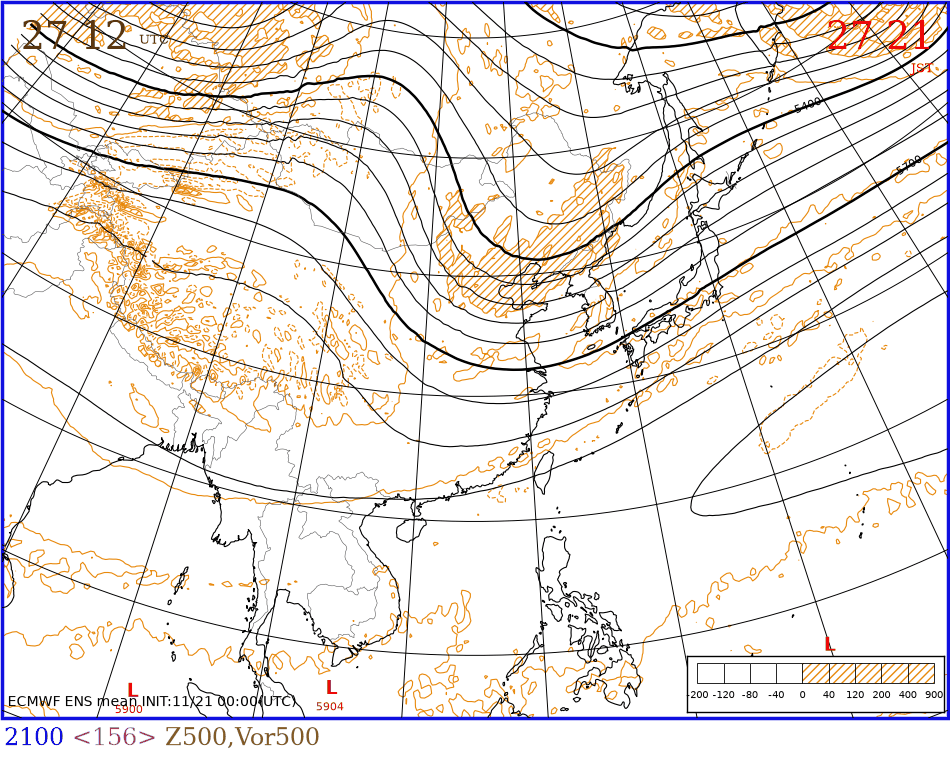 27 12 UTC
27 21 JST
5400
5700
L
L
L
5900
5904
ECMWF ENS mean INIT:11/21 00:00(UTC)
-200 -120 -80 -40 0 40 120 200 400 900
2100 <156> Z500,Vor500